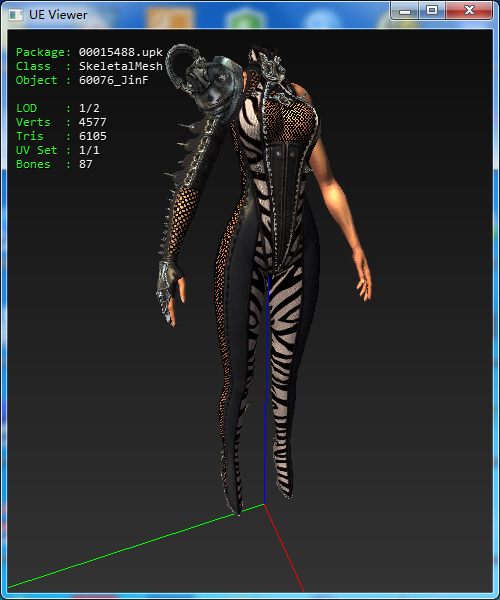 UE Viewer
Package: 00015488.upk
Class : SkeletalMesh
Object : 60076_JinF
LOD : 1/2
Verts : 4577
Tris : 6105
UV Set : 1/1
Bones : 87